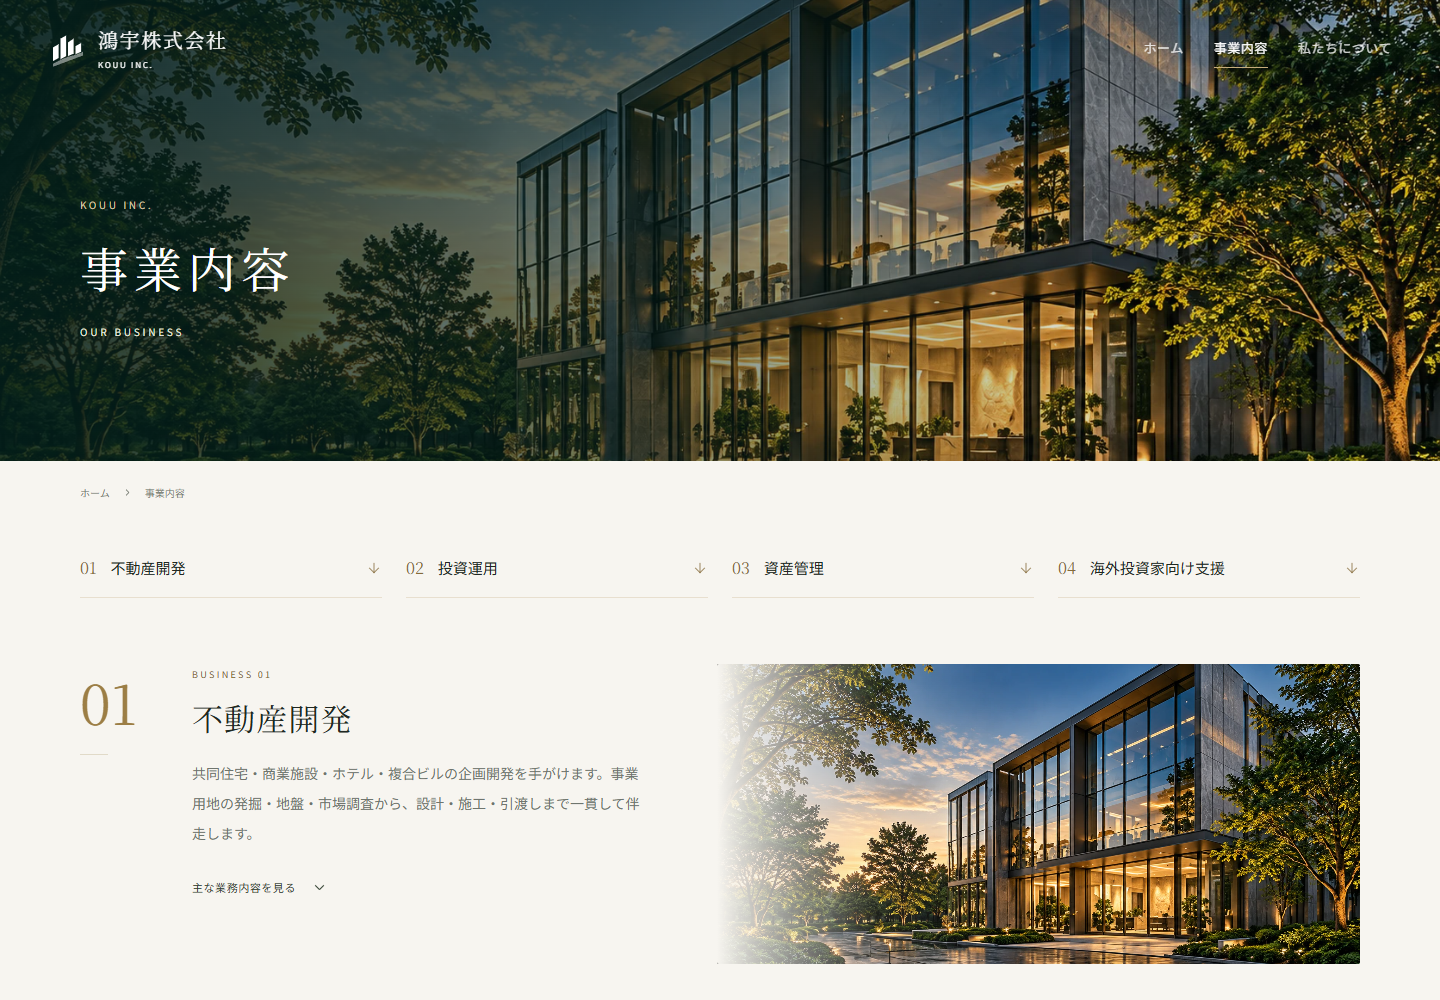 鴻宇株式会社
KOUU INC.
ホーム 事業内容 私たちについて
KOUU INC.
事業内容
OUR BUSINESS
ホーム > 事業内容
01 不動産開発 ↓
02 投資運用 ↓
03 資産管理 ↓
04 海外投資家向け支援 ↓
01
BUSINESS 01
不動産開発
共同住宅・商業施設・ホテル・複合ビルの企画開発を手がけます。事業
用地の発掘・地盤・市場調査から、設計・施工・引渡しまで一貫して伴
走します。
主な業務内容を見る